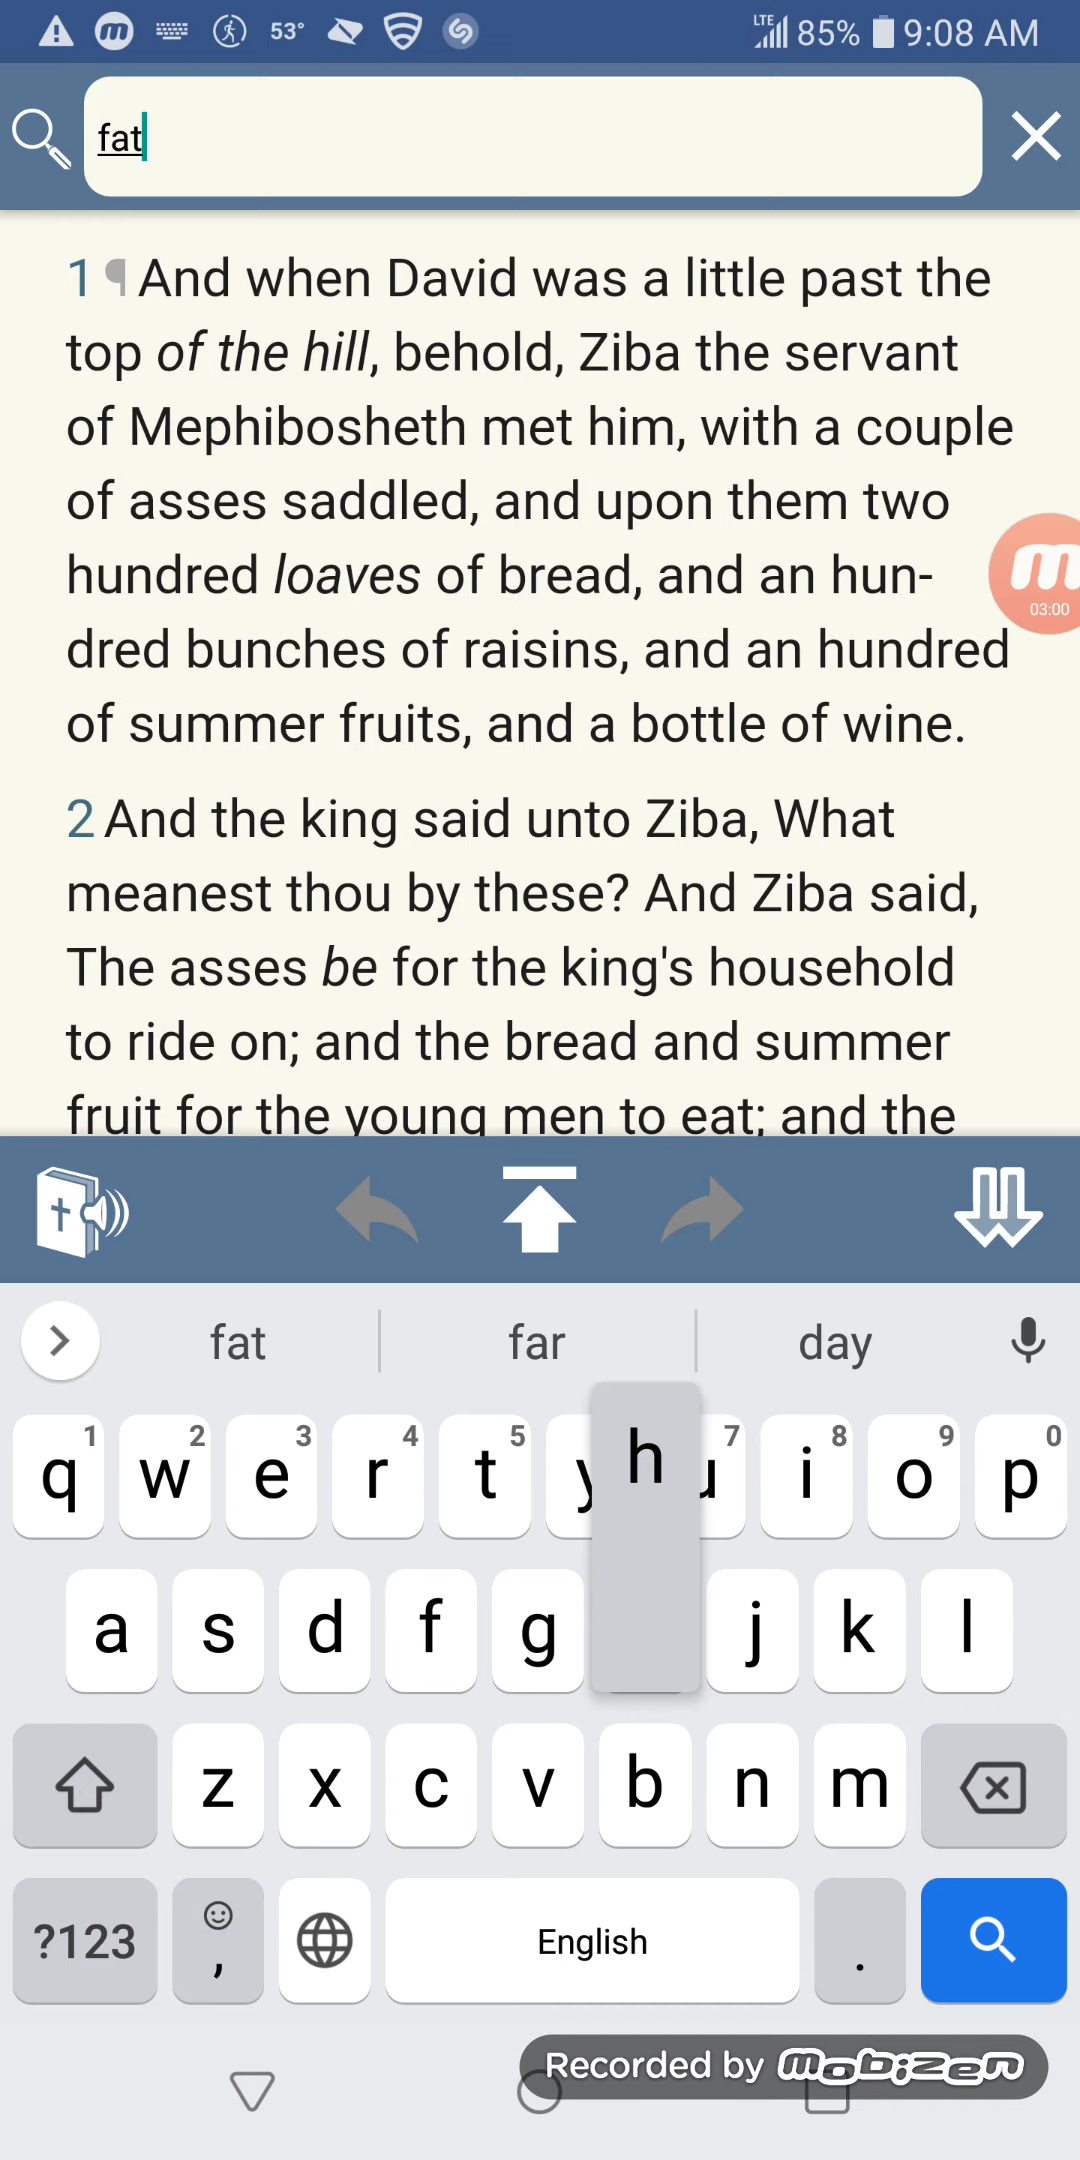 53° LTE 85% 9:08 AM
fat
1 ¶ And when David was a little past the
top of the hill, behold, Ziba the servant
of Mephibosheth met him, with a couple
of asses saddled, and upon them two
hundred loaves of bread, and an hun-
dred bunches of raisins, and an hundred
of summer fruits, and a bottle of wine.
03:00
2 And the king said unto Ziba, What
meanest thou by these? And Ziba said,
The asses be for the king's household
to ride on; and the bread and summer
fruit for the young men to eat; and the
fat far day
1 2 3 4 5 7 8 9 0
q w e r t y h u i o p
a s d f g j k l
z x c v b n m
?123 , English .
Recorded by mobizen